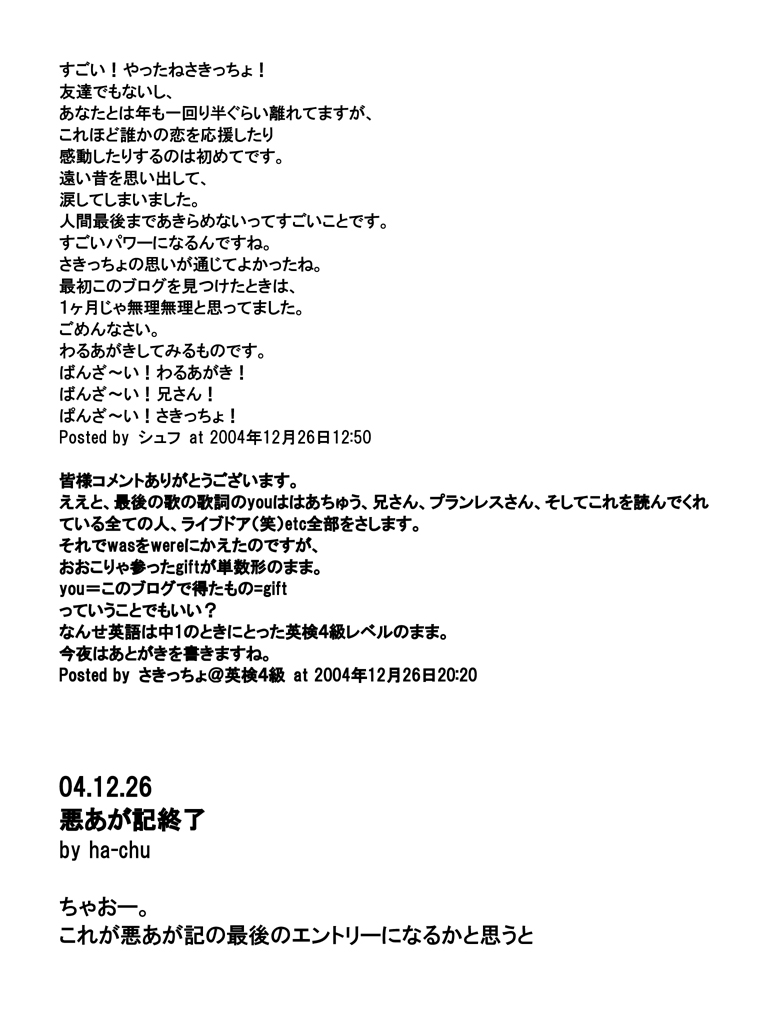 すごい！やったねさきっちょ！
友達でもないし、
あなたとは年も一回り半ぐらい離れてますが、
これほど誰かの恋を応援したり
感動したりするのは初めてです。
遠い昔を思い出して、
涙してしまいました。
人間最後まであきらめないってすごいことです。
すごいパワーになるんですね。
さきっちょの思いが通じてよかったね。
最初このブログを見つけたときは、
1ヶ月じゃ無理無理と思ってました。
ごめんなさい。
わるあがきしてみるものです。
ばんざ～い！わるあがき！
ばんざ～い！兄さん！
ぱんざ～い！さきっちょ！
Posted by シュフ at 2004年12月26日12:50
皆様コメントありがとうございます。
ええと、最後の歌の歌詞のyouははあちゅう、兄さん、プランレスさん、そしてこれを読んでくれ
ている全ての人、ライブドア（笑）etc全部をさします。
それでwasをwereにかえたのですが、
おおこりゃ参ったgiftが単数形のまま。
you＝このブログで得たもの=gift
っていうことでもいい？
なんせ英語は中1のときにとった英検4級レベルのまま。
今夜はあとがきを書きますね。
Posted by さきっちょ＠英検4級 at 2004年12月26日20:20
04.12.26
悪あが記終了
by ha-chu
ちゃおー。
これが悪あが記の最後のエントリーになるかと思うと